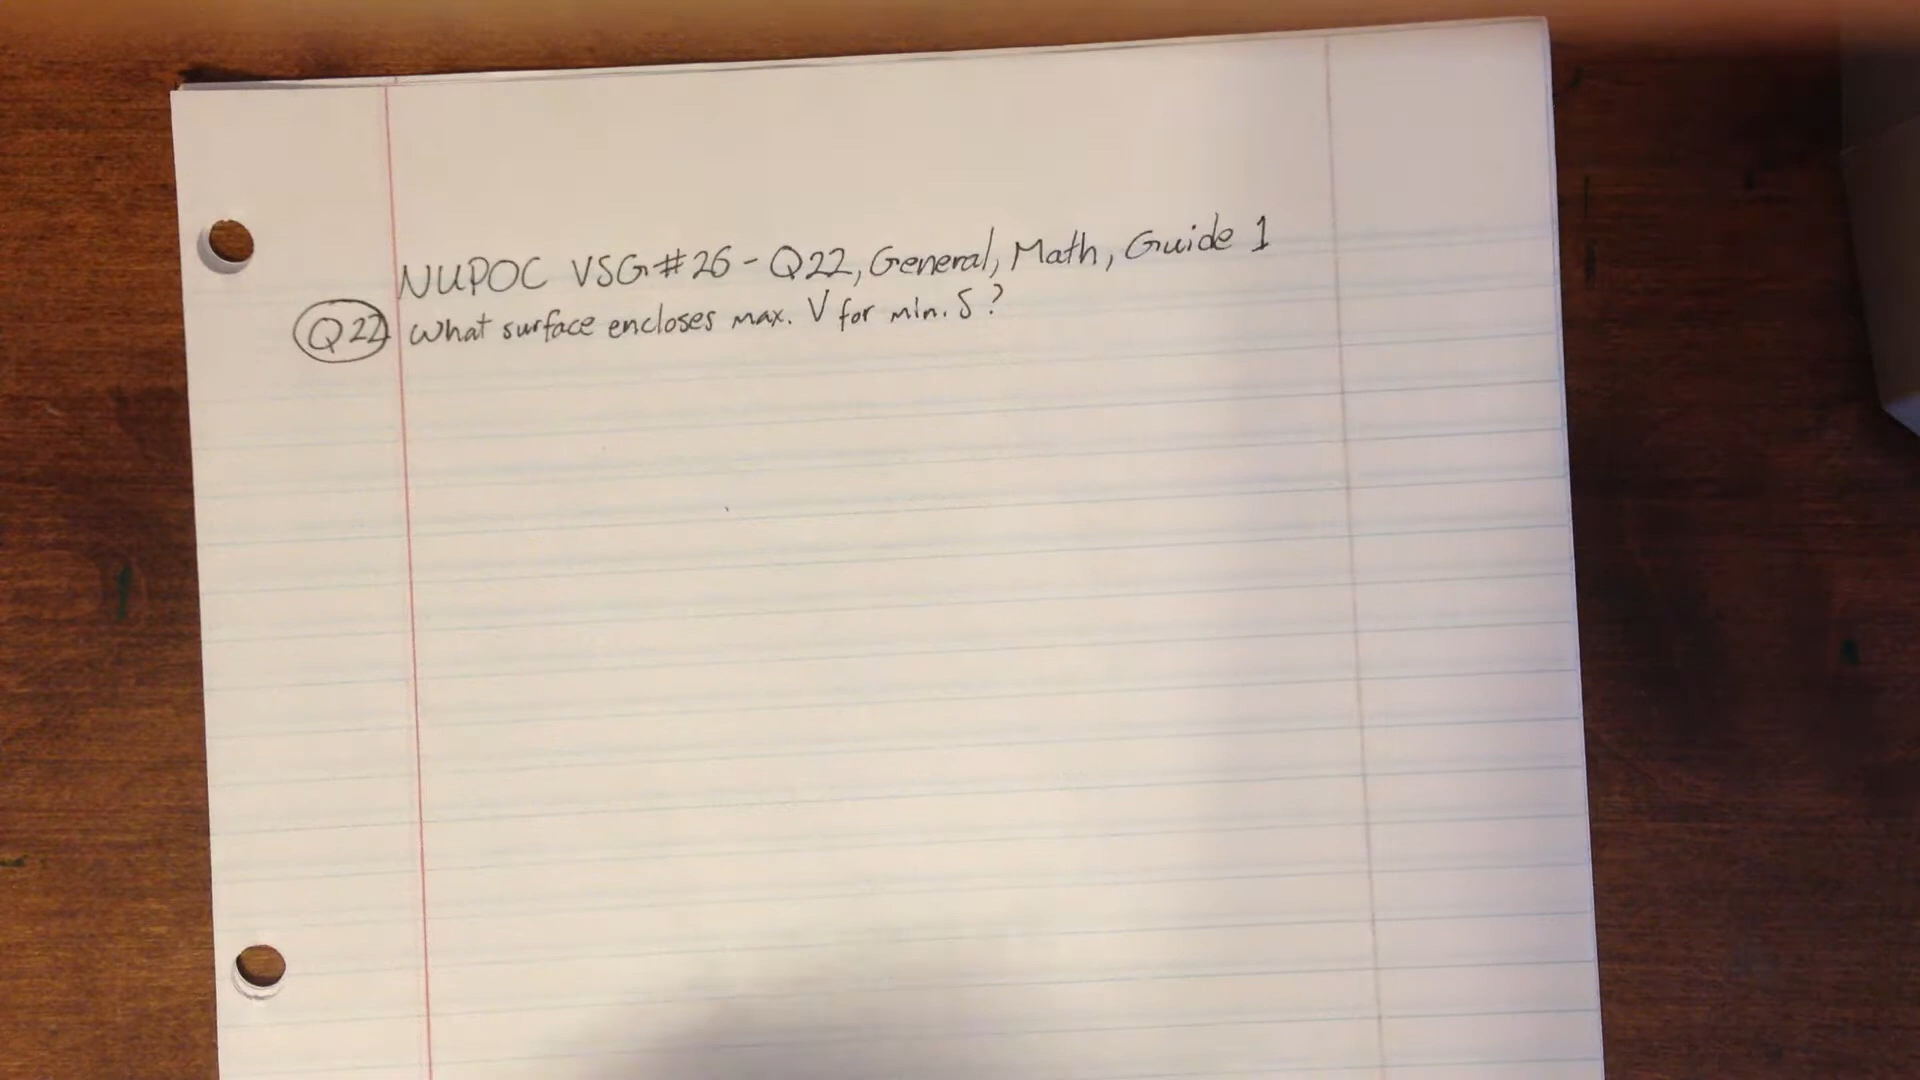 NUPOC VSG#26 - Q22, General, Math, Guide 1
Q22 What surface encloses max. V for min. S?